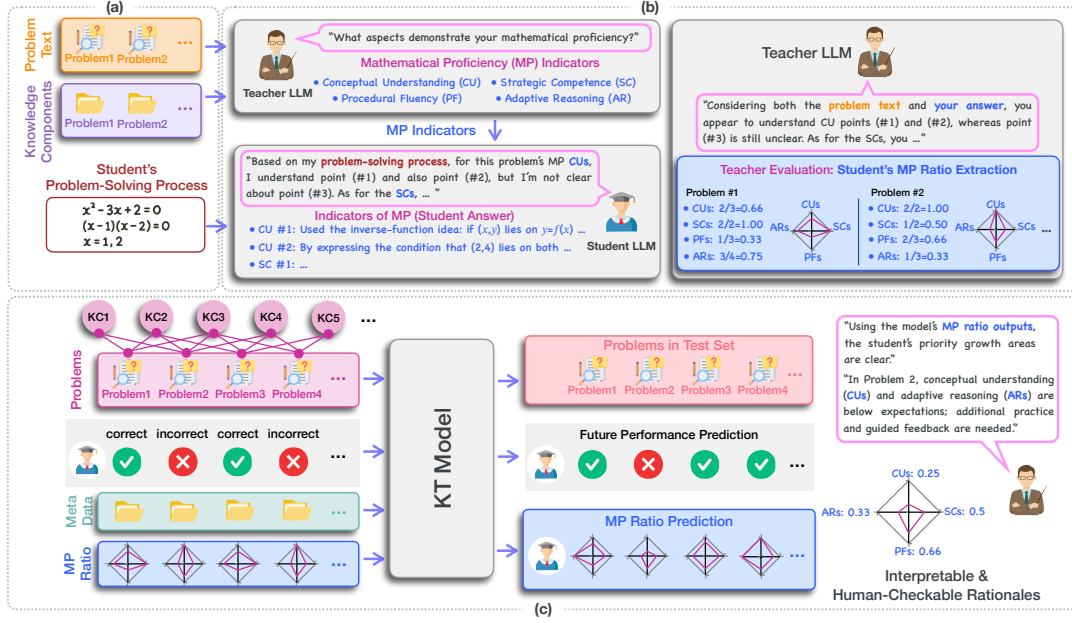 (a)
(b)
Problem
Text
Problem1 Problem2 ...
Knowledge
Components
Problem1 Problem2 ...
Student's
Problem-Solving Process
x² - 3x + 2 = 0
(x - 1)(x - 2) = 0
x = 1, 2
Teacher LLM
"What aspects demonstrate your mathematical proficiency?"
Mathematical Proficiency (MP) Indicators
• Conceptual Understanding (CU) • Strategic Competence (SC)
• Procedural Fluency (PF) • Adaptive Reasoning (AR)
MP Indicators
"Based on my problem-solving process, for this problem's MP CUs,
I understand point (#1) and also point (#2), but I'm not clear
about point (#3). As for the SCs, ... "
Student LLM
Indicators of MP (Student Answer)
• CU #1: Used the inverse-function idea: if (x,y) lies on y=f(x) ...
• CU #2: By expressing the condition that (2,4) lies on both ...
• SC #1: ...
Teacher LLM
"Considering both the problem text and your answer, you
appear to understand CU points (#1) and (#2), whereas point
(#3) is still unclear. As for the SCs, you ..."
Teacher Evaluation: Student's MP Ratio Extraction
Problem #1
• CUs: 2/3=0.66
• SCs: 2/2=1.00
• PFs: 1/3=0.33
• ARs: 3/4=0.75
CUs
ARs SCs
PFs
Problem #2
• CUs: 2/2=1.00
• SCs: 1/2=0.50
• PFs: 2/3=0.66
• ARs: 1/3=0.33
CUs
ARs SCs
PFs
...
KC1 KC2 KC3 KC4 KC5 ...
Problems
Problem1 Problem2 Problem3 Problem4 ...
correct incorrect correct incorrect ...
Meta
Data
...
MP
Ratio
...
KT Model
Problems in Test Set
Problem1 Problem2 Problem3 Problem4 ...
Future Performance Prediction
...
MP Ratio Prediction
...
"Using the model's MP ratio outputs,
the student's priority growth areas
are clear."
"In Problem 2, conceptual understanding
(CUs) and adaptive reasoning (ARs) are
below expectations; additional practice
and guided feedback are needed."
CUs: 0.25
ARs: 0.33 SCs: 0.5
PFs: 0.66
Interpretable &
Human-Checkable Rationales
(c)